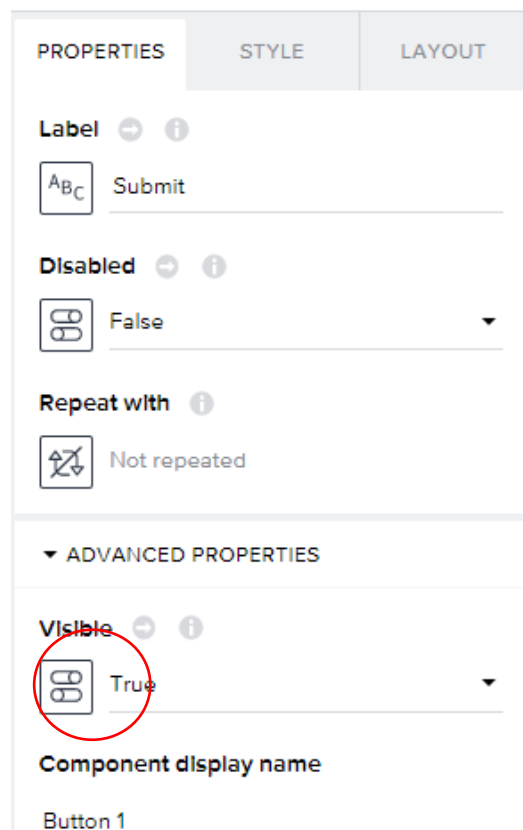 PROPERTIES STYLE LAYOUT
Label
ABC Submit
Disabled
False
Repeat with
Not repeated
ADVANCED PROPERTIES
Visible
True
Component display name
Button 1